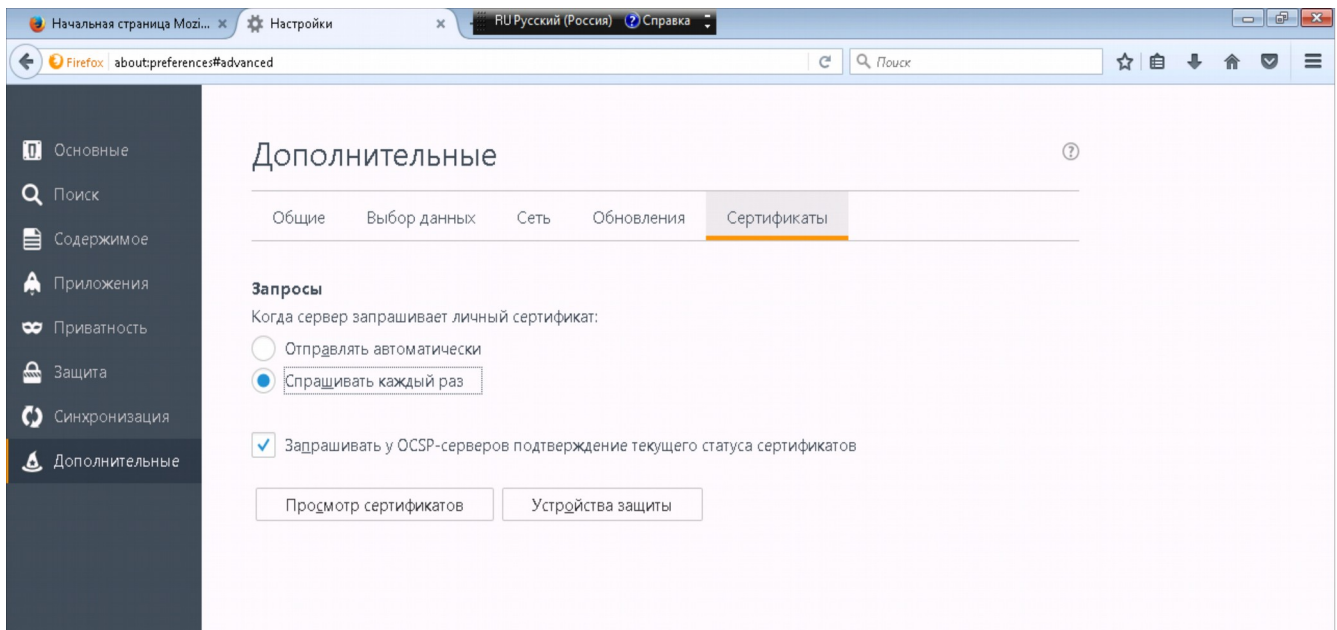 Начальная страница Mozi... Настройки RU Русский (Россия) Справка
Firefox about:preferences#advanced Поиск
Основные
Поиск
Содержимое
Приложения
Приватность
Защита
Синхронизация
Дополнительные
Дополнительные
Общие Выбор данных Сеть Обновления Сертификаты
Запросы
Когда сервер запрашивает личный сертификат:
Отправлять автоматически
Спрашивать каждый раз
Запрашивать у OCSP-серверов подтверждение текущего статуса сертификатов
Просмотр сертификатов Устройства защиты